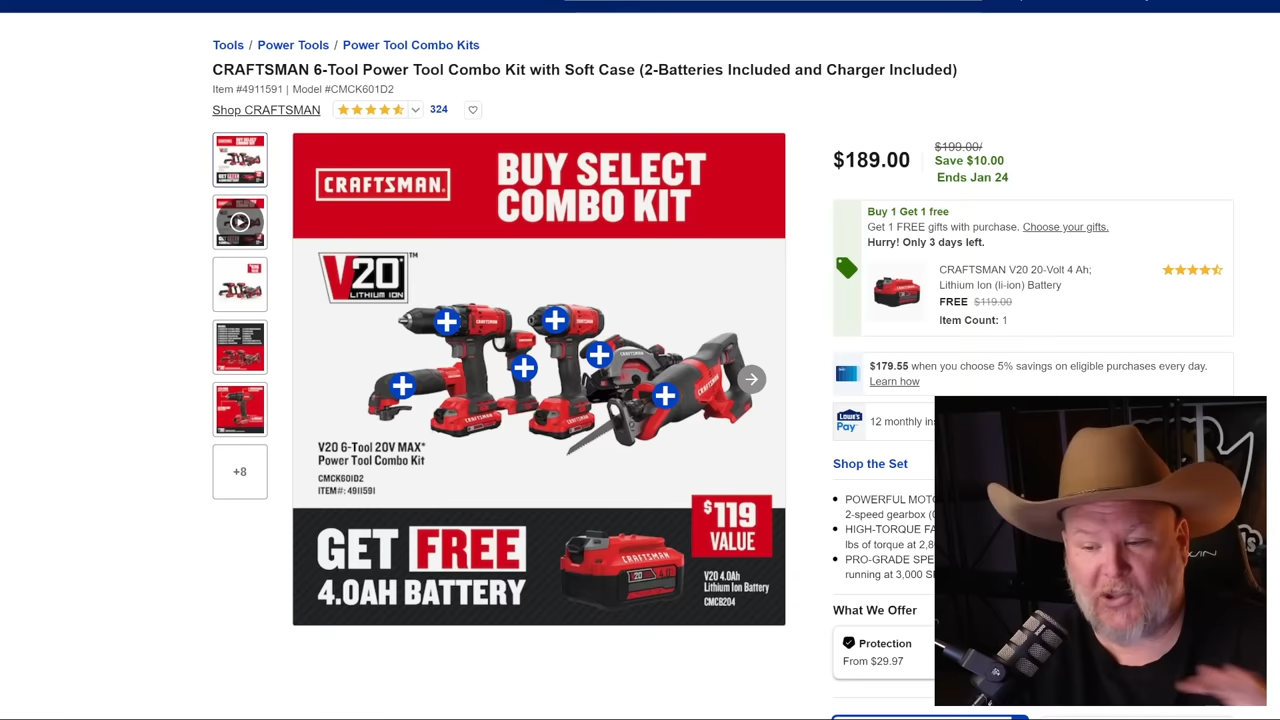 Tools / Power Tools / Power Tool Combo Kits
CRAFTSMAN 6-Tool Power Tool Combo Kit with Soft Case (2-Batteries Included and Charger Included)
Item #4911591 | Model #CMCK601D2
Shop CRAFTSMAN 324
CRAFTSMAN®
BUY SELECT
COMBO KIT
V20™
LITHIUM ION
V20 6-Tool 20V MAX*
Power Tool Combo Kit
CMCK601D2
ITEM#: 4911591
GET FREE
4.0AH BATTERY
CRAFTSMAN
$119
VALUE
V20 4.0Ah
Lithium Ion Battery
CMCB204
+8
$189.00
$199.00/
Save $10.00
Ends Jan 24
Buy 1 Get 1 free
Get 1 FREE gifts with purchase. Choose your gifts.
Hurry! Only 3 days left.
CRAFTSMAN V20 20-Volt 4 Ah;
Lithium Ion (li-ion) Battery
FREE $119.00
Item Count: 1
$179.55 when you choose 5% savings on eligible purchases every day.
Learn how
Lowe's
Pay
12 monthly
Shop the Set
POWERFUL
2-speed gearbox
HIGH-TORQUE
lbs of torque at
PRO-GRADE
running at 3,000
What We Offer
Protection
From $29.97